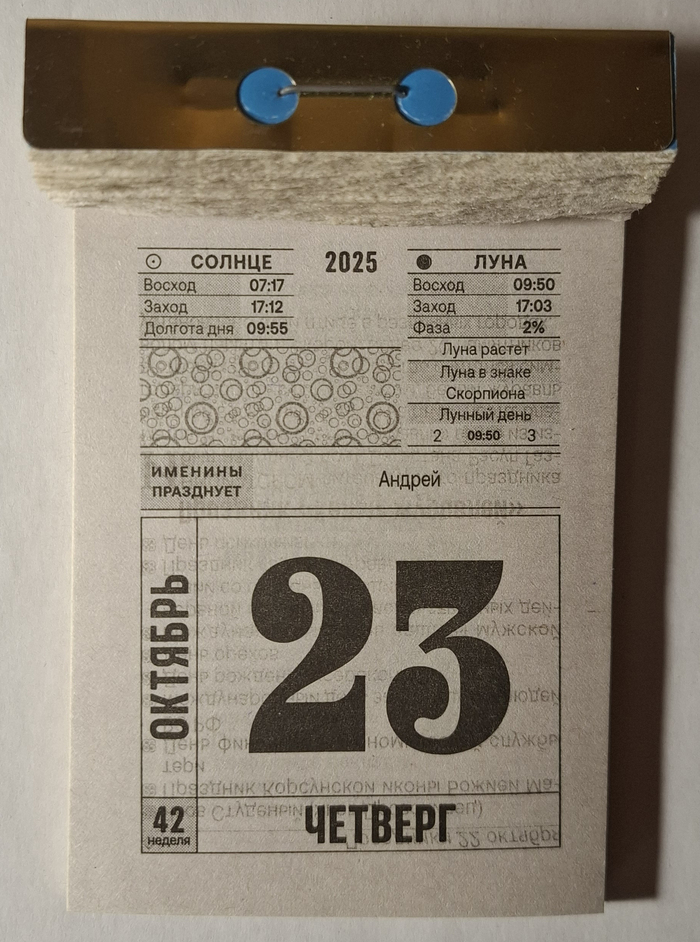 СОЛНЦЕ
Восход 07:17
Заход 17:12
Долгота дня 09:55
2025
ЛУНА
Восход 09:50
Заход 17:03
Фаза 2%
Луна растет
Луна в знаке
Скорпиона
Лунный день
2 09:50 3
ИМЕНИНЫ
ПРАЗДНУЕТ
Андрей
ОКТЯБРЬ
23
42
неделя
ЧЕТВЕРГ